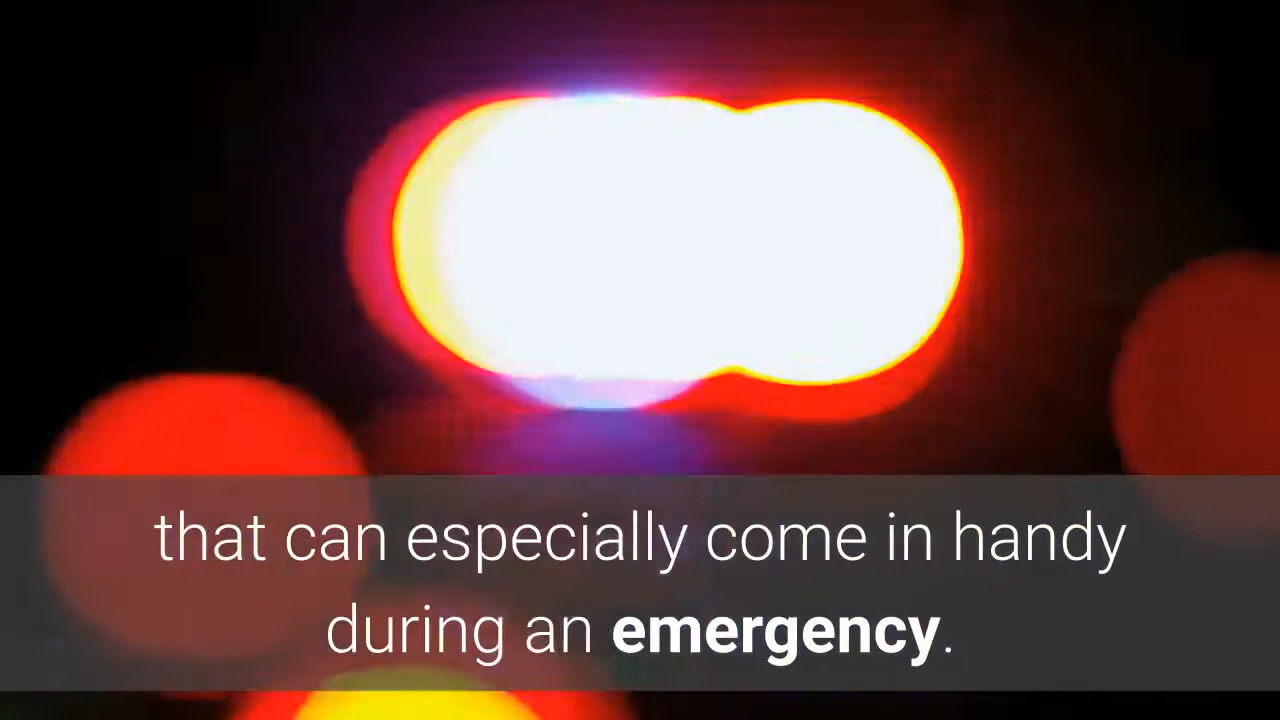 that can especially come in handy
during an emergency.